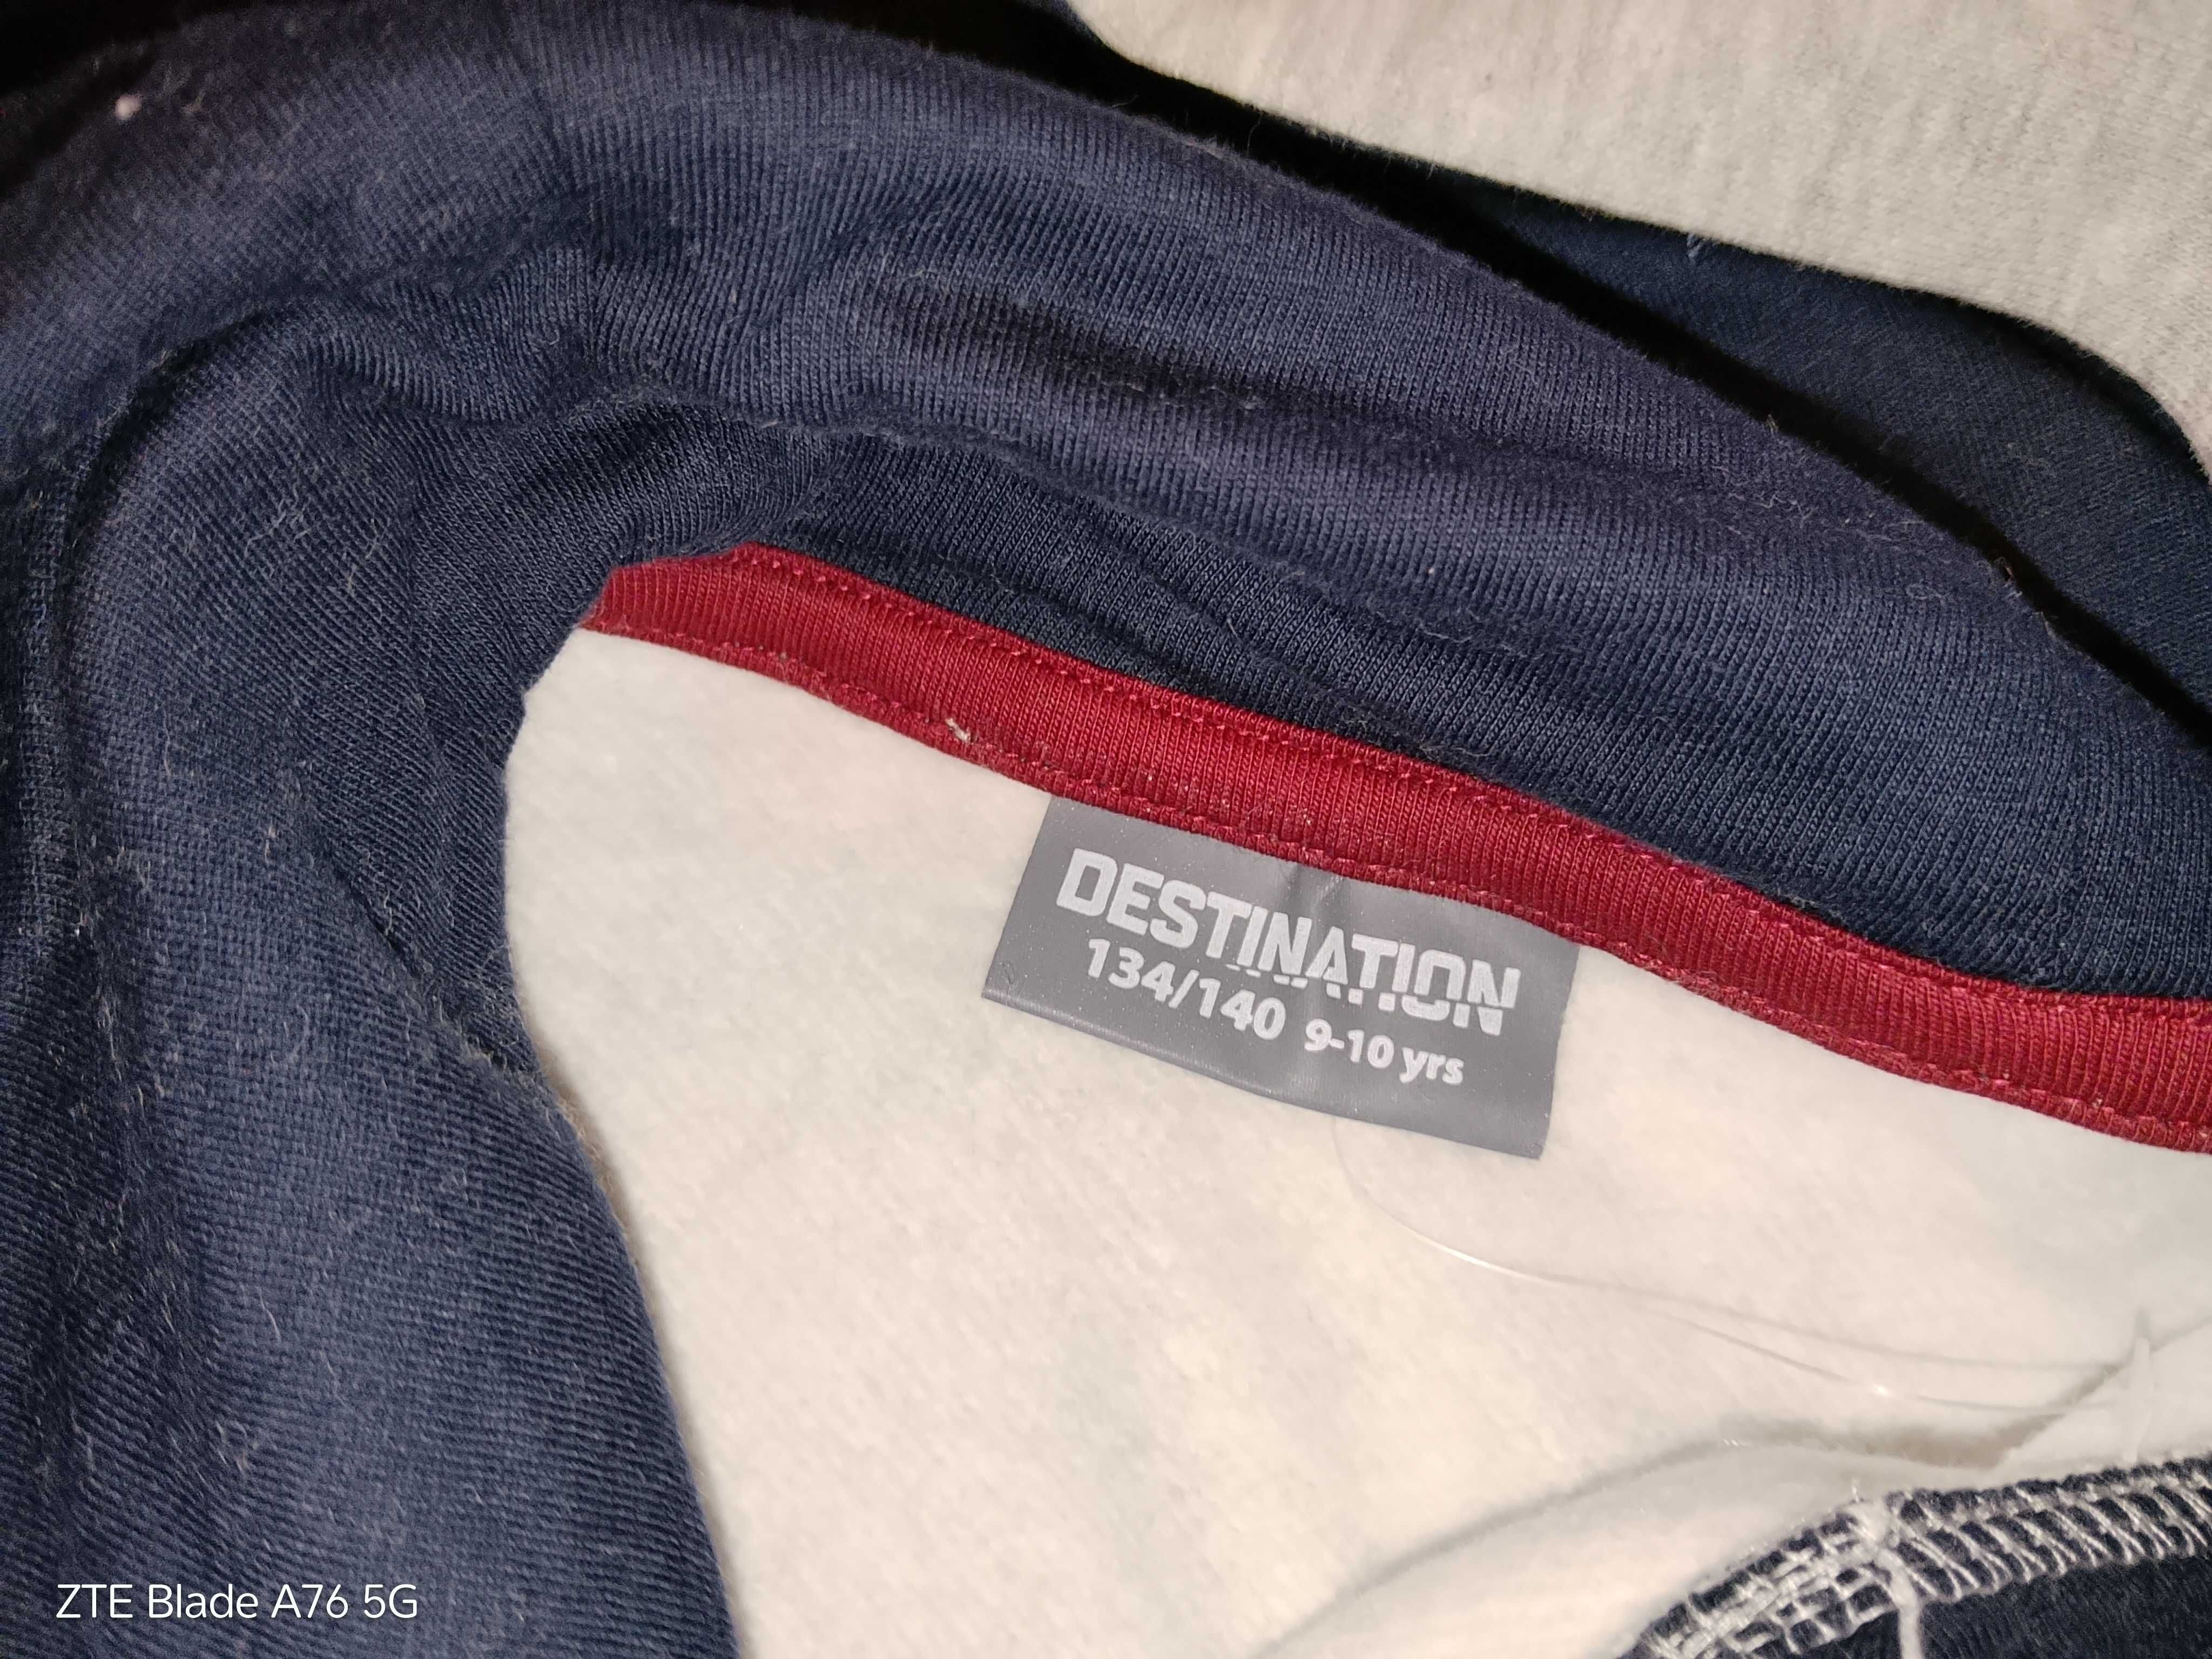 DESTINATION
134/140 9-10 yrs
ZTE Blade A76 5G